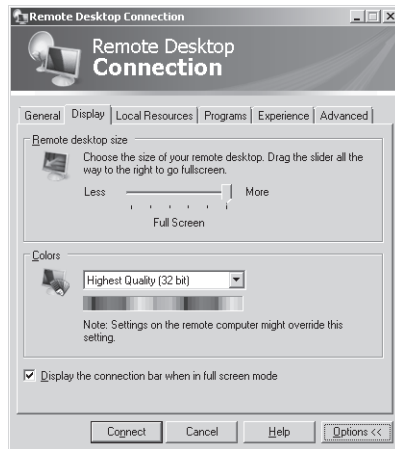 Remote Desktop Connection
Remote Desktop
Connection
General Display Local Resources Programs Experience Advanced
Remote desktop size
Choose the size of your remote desktop. Drag the slider all the
way to the right to go fullscreen.
Less More
Full Screen
Colors
Highest Quality (32 bit)
Note: Settings on the remote computer might override this
setting.
Display the connection bar when in full screen mode
Connect Cancel Help Options <<